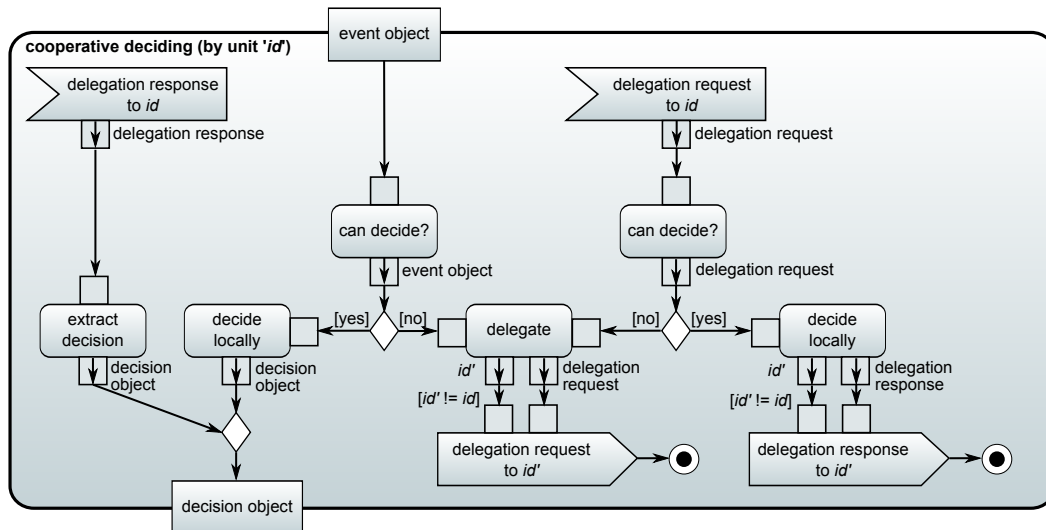 cooperative deciding (by unit 'id')
event object
delegation response
to id
delegation response
delegation request
to id
delegation request
can decide?
event object
can decide?
delegation request
extract
decision
decision
object
decide
locally
decision
object
[yes]
[no]
delegate
id'
delegation
request
[id' != id]
delegation request
to id'
[no]
[yes]
decide
locally
id'
delegation
response
[id' != id]
delegation response
to id'
decision object